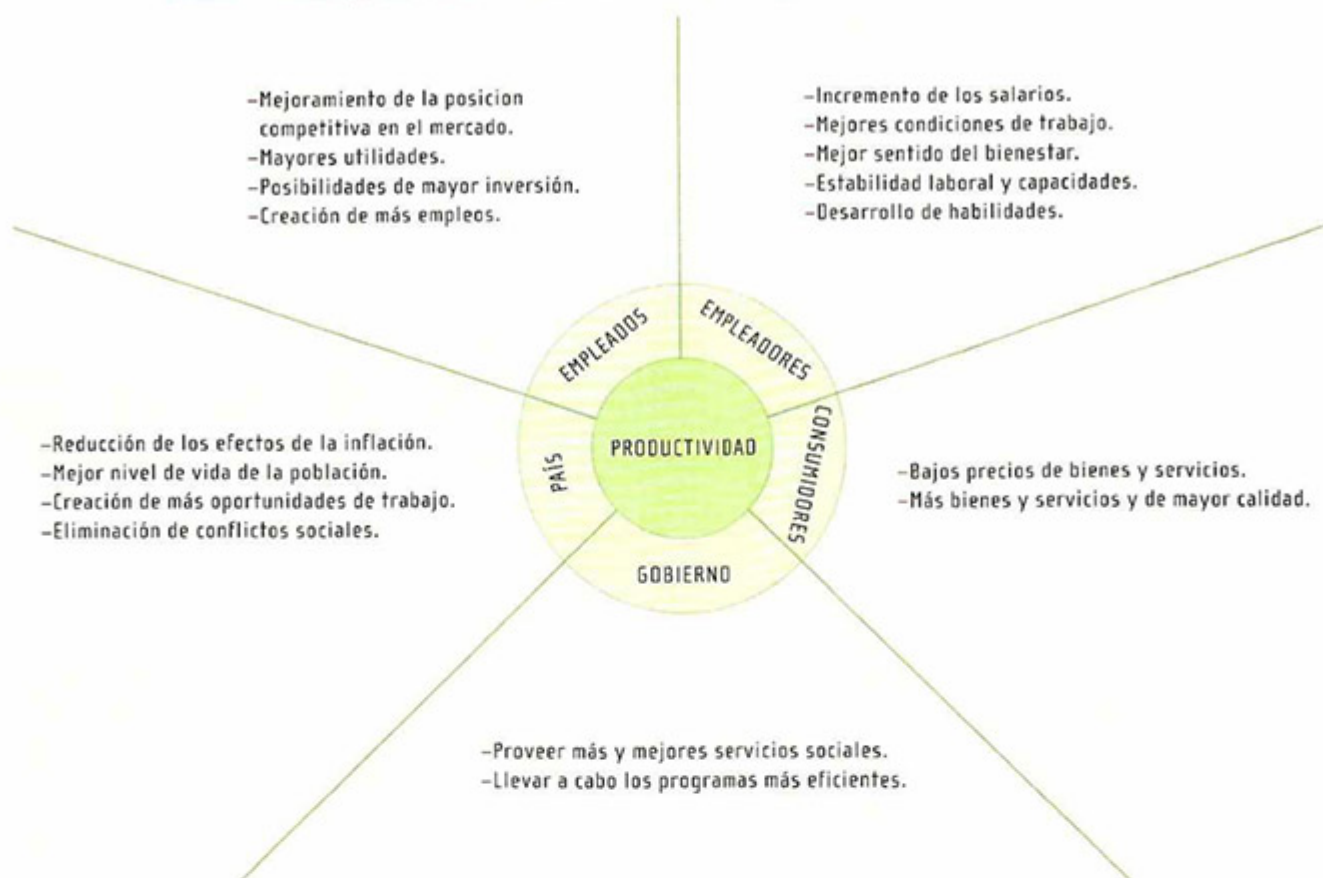 -Mejoramiento de la posicion
competitiva en el mercado.
-Mayores utilidades.
-Posibilidades de mayor inversión.
-Creación de más empleos.
-Incremento de los salarios.
-Mejores condiciones de trabajo.
-Mejor sentido del bienestar.
-Estabilidad laboral y capacidades.
-Desarrollo de habilidades.
EMPLEADOS
EMPLEADORES
PAÍS
PRODUCTIVIDAD
CONSUMIDORES
GOBIERNO
-Reducción de los efectos de la inflación.
-Mejor nivel de vida de la población.
-Creación de más oportunidades de trabajo.
-Eliminación de conflictos sociales.
-Bajos precios de bienes y servicios.
-Más bienes y servicios y de mayor calidad.
-Proveer más y mejores servicios sociales.
-Llevar a cabo los programas más eficientes.